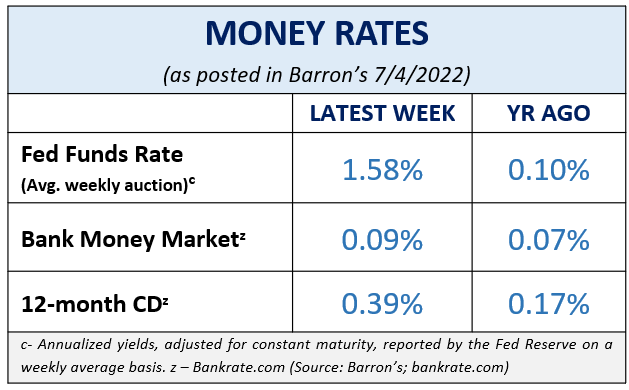 MONEY RATES
(as posted in Barron’s 7/4/2022)
LATEST WEEK YR AGO
Fed Funds Rate
(Avg. weekly auction)c 1.58% 0.10%
Bank Money Marketz 0.09% 0.07%
12-month CDz 0.39% 0.17%
c- Annualized yields, adjusted for constant maturity, reported by the Fed Reserve on a
weekly average basis. z – Bankrate.com (Source: Barron’s; bankrate.com)